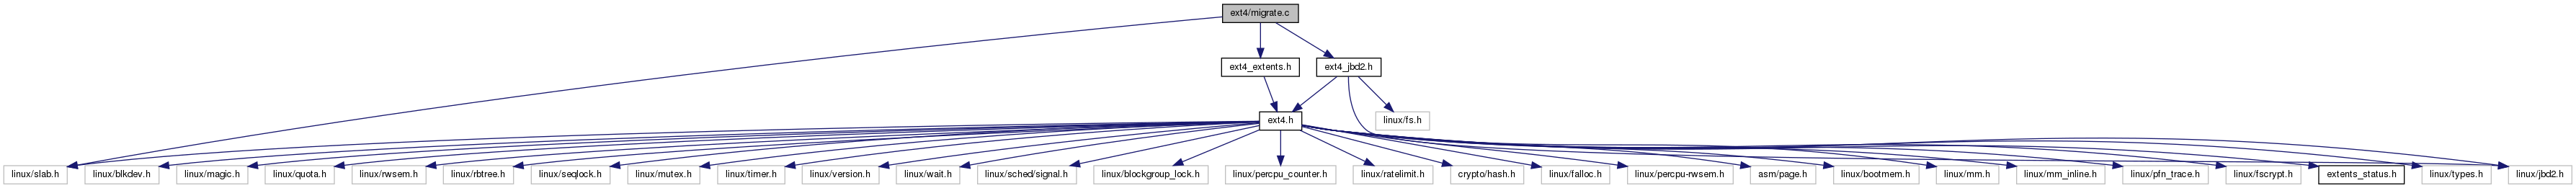 ext4/migrate.c
ext4_extents.h
ext4_jbd2.h
ext4.h
linux/fs.h
linux/slab.h
linux/blkdev.h
linux/magic.h
linux/quota.h
linux/rwsem.h
linux/rbtree.h
linux/seqlock.h
linux/mutex.h
linux/timer.h
linux/version.h
linux/wait.h
linux/sched/signal.h
linux/blockgroup_lock.h
linux/percpu_counter.h
linux/ratelimit.h
crypto/hash.h
linux/falloc.h
linux/percpu-rwsem.h
asm/page.h
linux/bootmem.h
linux/mm.h
linux/mm_inline.h
linux/pfn_trace.h
linux/fscrypt.h
extents_status.h
linux/types.h
linux/jbd2.h